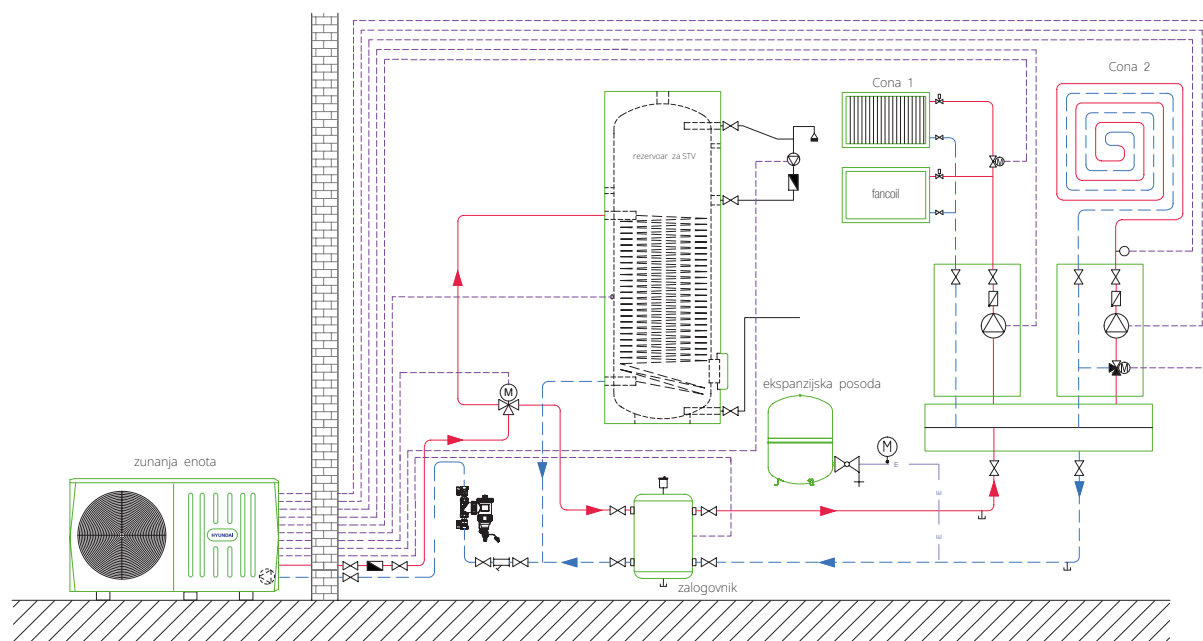 Cona 1
Cona 2
rezervoar za STV
fancoil
M
M
M
ekspanzijska posoda
M
E
E
E
zunanja enota
HYUNDAI
zalogovnik